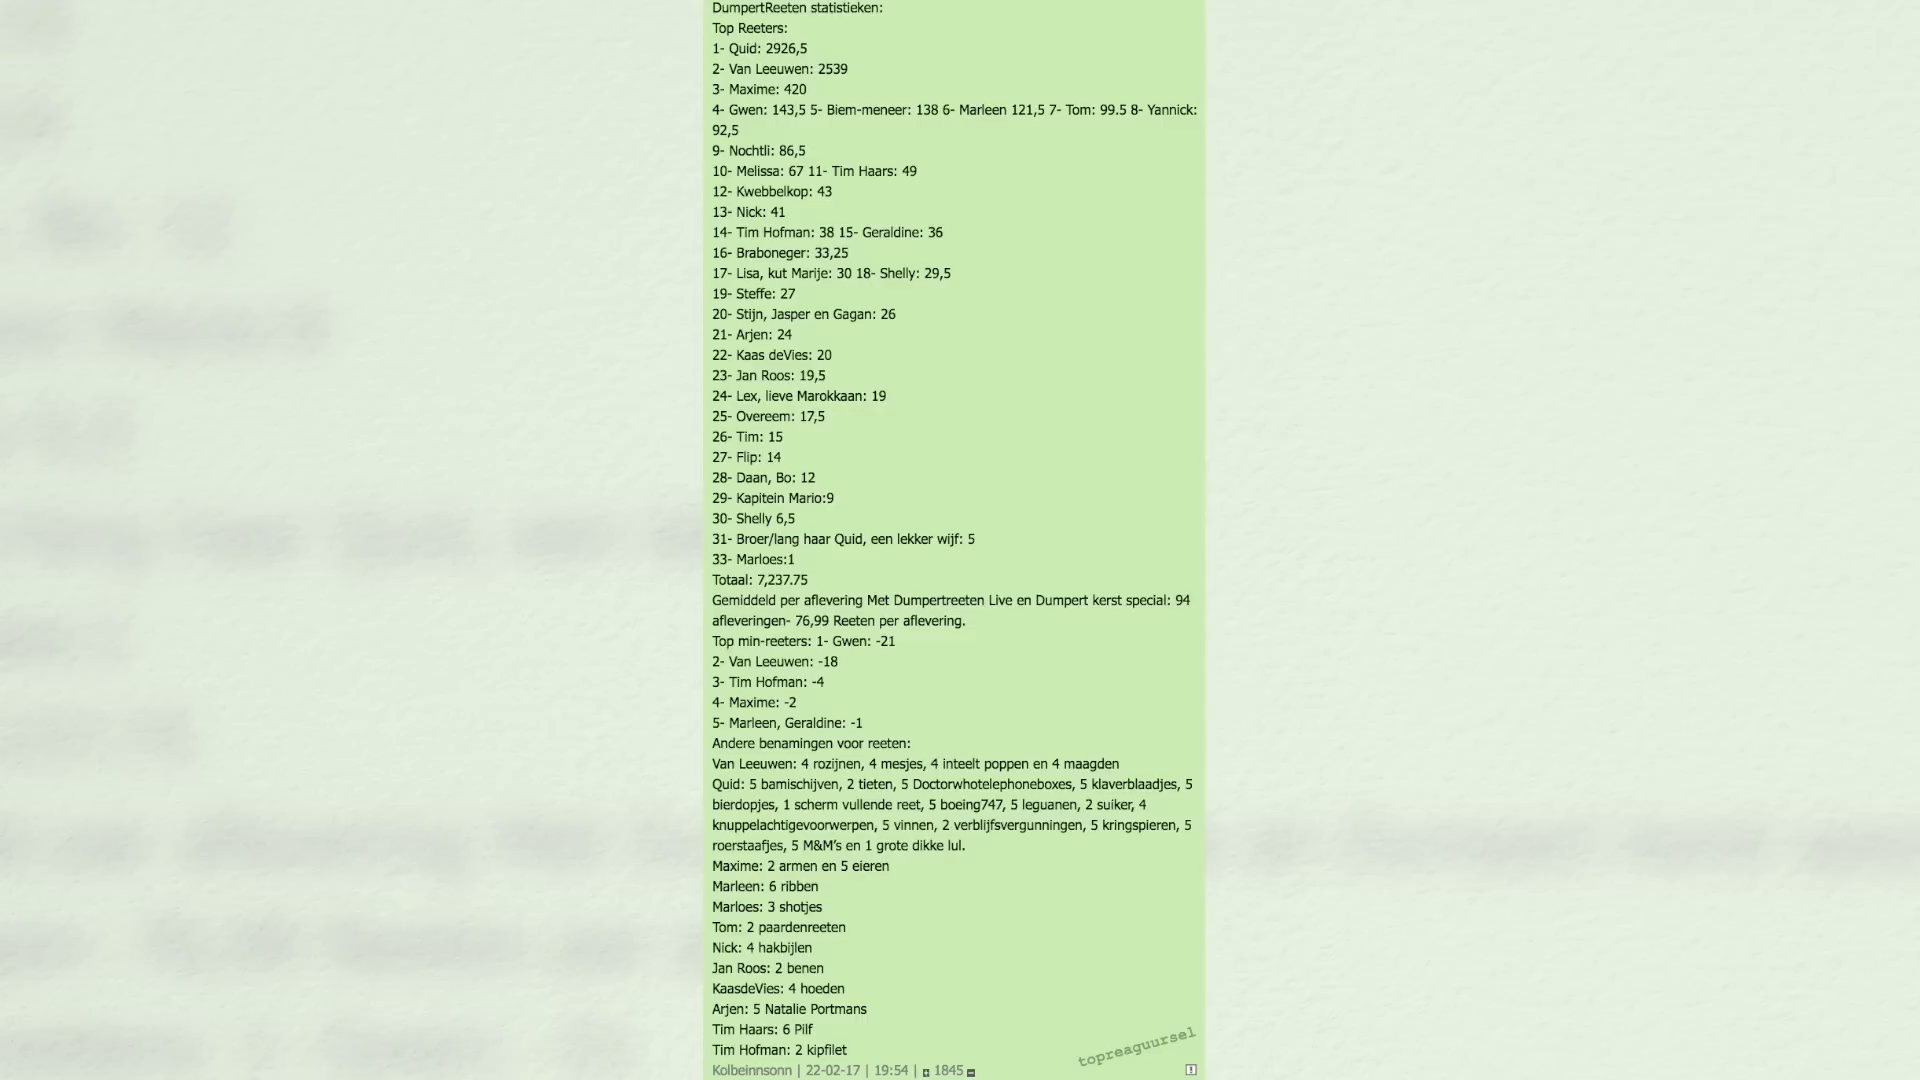 DumpertReeten statistieken:
Top Reeters:
1- Quid: 2926,5
2- Van Leeuwen: 2539
3- Maxime: 420
4- Gwen: 143,5 5- Biem-meneer: 138 6- Marleen 121,5 7- Tom: 99.5 8- Yannick:
92,5
9- Nochtli: 86,5
10- Melissa: 67 11- Tim Haars: 49
12- Kwebbelkop: 43
13- Nick: 41
14- Tim Hofman: 38 15- Geraldine: 36
16- Braboneger: 33,25
17- Lisa, kut Marije: 30 18- Shelly: 29,5
19- Steffe: 27
20- Stijn, Jasper en Gagan: 26
21- Arjen: 24
22- Kaas deVies: 20
23- Jan Roos: 19,5
24- Lex, lieve Marokkaan: 19
25- Overeem: 17,5
26- Tim: 15
27- Flip: 14
28- Daan, Bo: 12
29- Kapitein Mario:9
30- Shelly 6,5
31- Broer/lang haar Quid, een lekker wijf: 5
33- Marloes:1
Totaal: 7,237.75
Gemiddeld per aflevering Met Dumpertreeten Live en Dumpert kerst special: 94
afleveringen- 76,99 Reeten per aflevering.
Top min-reeters: 1- Gwen: -21
2- Van Leeuwen: -18
3- Tim Hofman: -4
4- Maxime: -2
5- Marleen, Geraldine: -1
Andere benamingen voor reeten:
Van Leeuwen: 4 rozijnen, 4 mesjes, 4 inteelt poppen en 4 maagden
Quid: 5 bamischijven, 2 tieten, 5 Doctorwhotelephoneboxes, 5 klaverblaadjes, 5
bierdopjes, 1 scherm vullende reet, 5 boeing747, 5 leguanen, 2 suiker, 4
knuppelachtigevoorwerpen, 5 vinnen, 2 verblijfsvergunningen, 5 kringspieren, 5
roerstaafjes, 5 M&M's en 1 grote dikke lul.
Maxime: 2 armen en 5 eieren
Marleen: 6 ribben
Marloes: 3 shotjes
Tom: 2 paardenreeten
Nick: 4 hakbijlen
Jan Roos: 2 benen
KaasdeVies: 4 hoeden
Arjen: 5 Natalie Portmans
Tim Haars: 6 Pilf
Tim Hofman: 2 kipfilet
topreaguursel
Kolbeinnsonn | 22-02-17 | 19:54 | + 1845 -